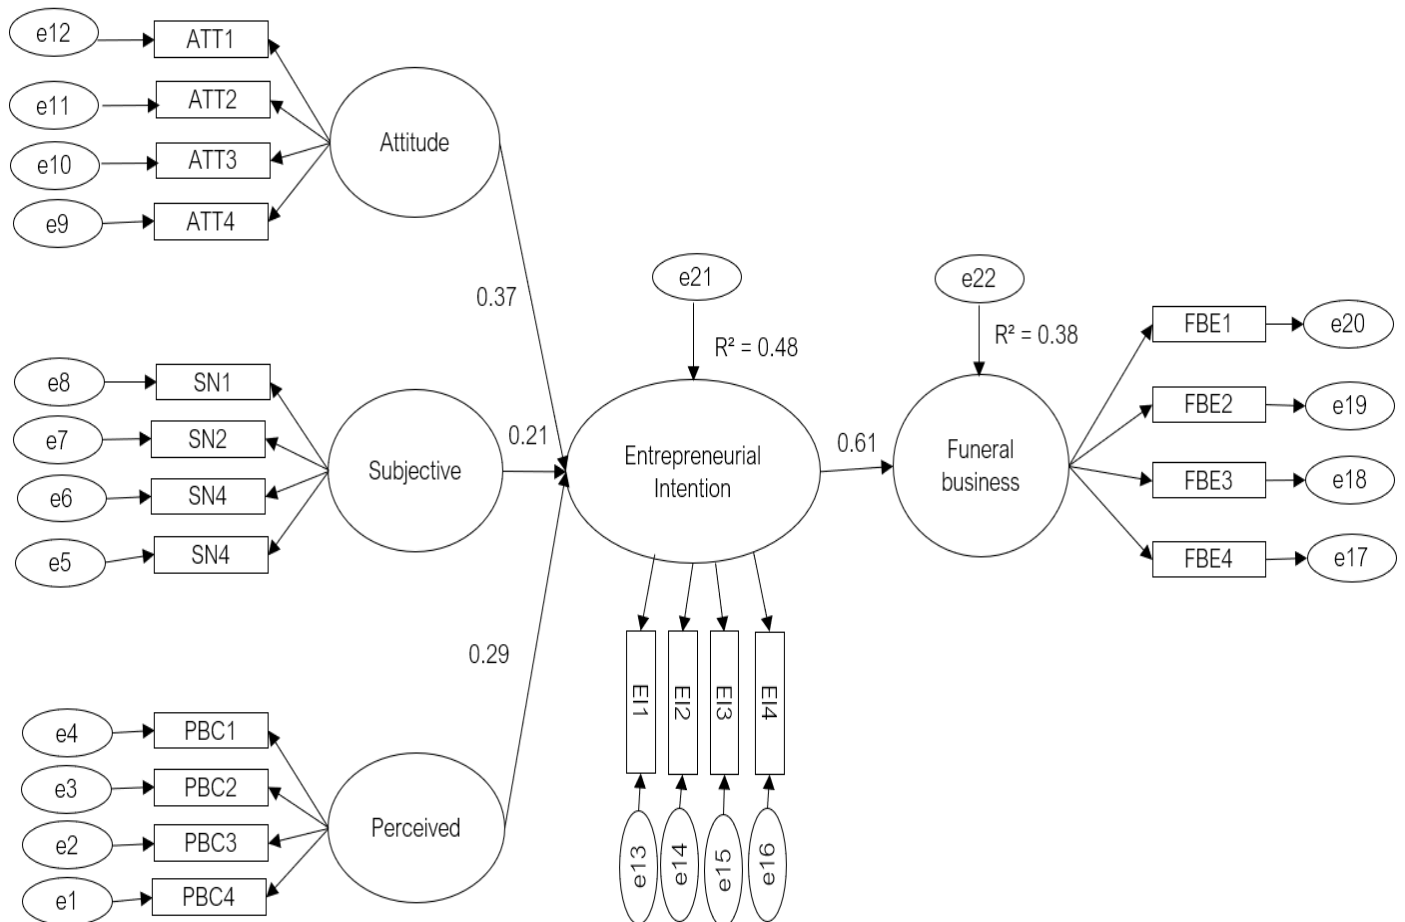 e12
ATT1
e11
ATT2
e10
ATT3
e9
ATT4
Attitude
0.37
e8
SN1
e7
SN2
e6
SN4
e5
SN4
Subjective
0.21
e4
PBC1
e3
PBC2
e2
PBC3
e1
PBC4
Perceived
0.29
e21
R² = 0.48
Entrepreneurial
Intention
EI1
EI2
EI3
EI4
e13
e14
e15
e16
0.61
e22
R² = 0.38
Funeral
business
FBE1
e20
FBE2
e19
FBE3
e18
FBE4
e17